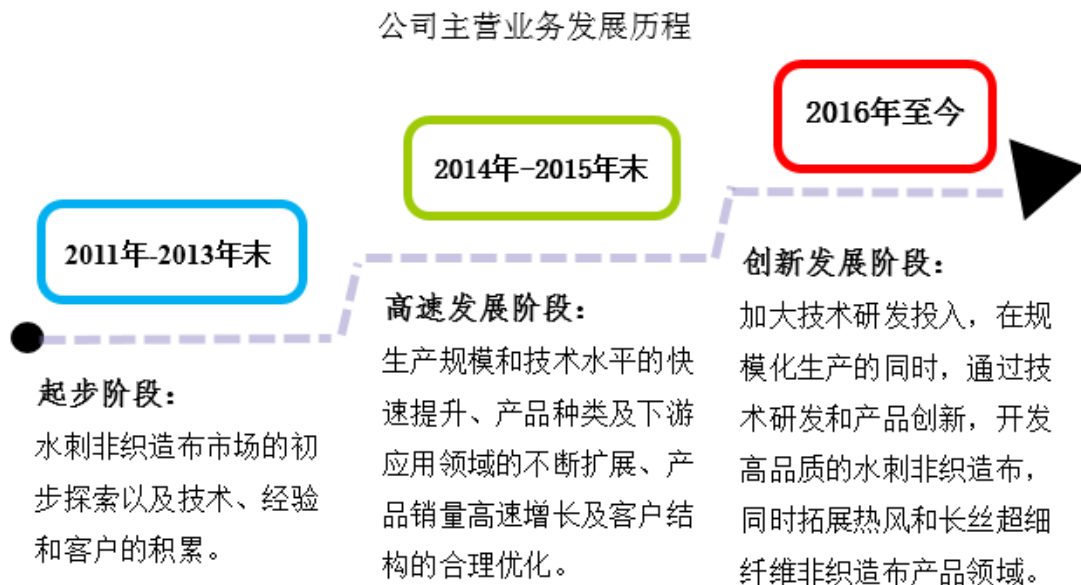 公司主营业务发展历程
2011年-2013年末
起步阶段：
水刺非织造布市场的初
步探索以及技术、经验
和客户的积累。
2014年-2015年末
高速发展阶段：
生产规模和技术水平的快
速提升、产品种类及下游
应用领域的不断扩展、产
品销量高速增长及客户结
构的合理优化。
2016年至今
创新发展阶段：
加大技术研发投入，在规
模化生产的同时，通过技
术研发和产品创新，开发
高品质的水刺非织造布，
同时拓展热风和长丝超细
纤维非织造布产品领域。